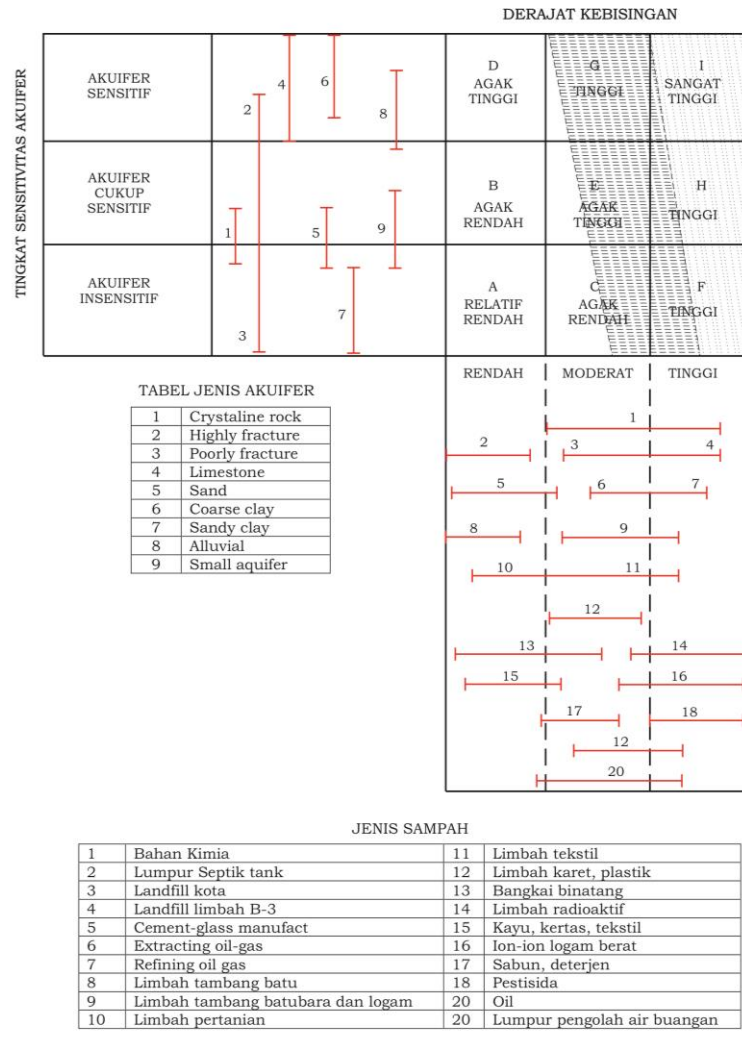 DERAJAT KEBISINGAN
TINGKAT SENSITIVITAS AKUIFER
AKUIFER
SENSITIF
4
6
2
8
D
AGAK
TINGGI
G
TINGGI
I
SANGAT
TINGGI
AKUIFER
CUKUP
SENSITIF
1
5
9
B
AGAK
RENDAH
E
AGAK
TINGGI
H
TINGGI
AKUIFER
INSENSITIF
3
7
A
RELATIF
RENDAH
C
AGAK
RENDAH
F
TINGGI
RENDAH MODERAT TINGGI
TABEL JENIS AKUIFER
1 Crystaline rock
2 Highly fracture
3 Poorly fracture
4 Limestone
5 Sand
6 Coarse clay
7 Sandy clay
8 Alluvial
9 Small aquifer
1
2 3 4
5 6 7
8 9
10 11
12
13 14
15 16
17 18
12
20
JENIS SAMPAH
1 Bahan Kimia 11 Limbah tekstil
2 Lumpur Septik tank 12 Limbah karet, plastik
3 Landfill kota 13 Bangkai binatang
4 Landfill limbah B-3 14 Limbah radioaktif
5 Cement-glass manufact 15 Kayu, kertas, tekstil
6 Extracting oil-gas 16 Ion-ion logam berat
7 Refining oil gas 17 Sabun, deterjen
8 Limbah tambang batu 18 Pestisida
9 Limbah tambang batubara dan logam 20 Oil
10 Limbah pertanian 20 Lumpur pengolah air buangan